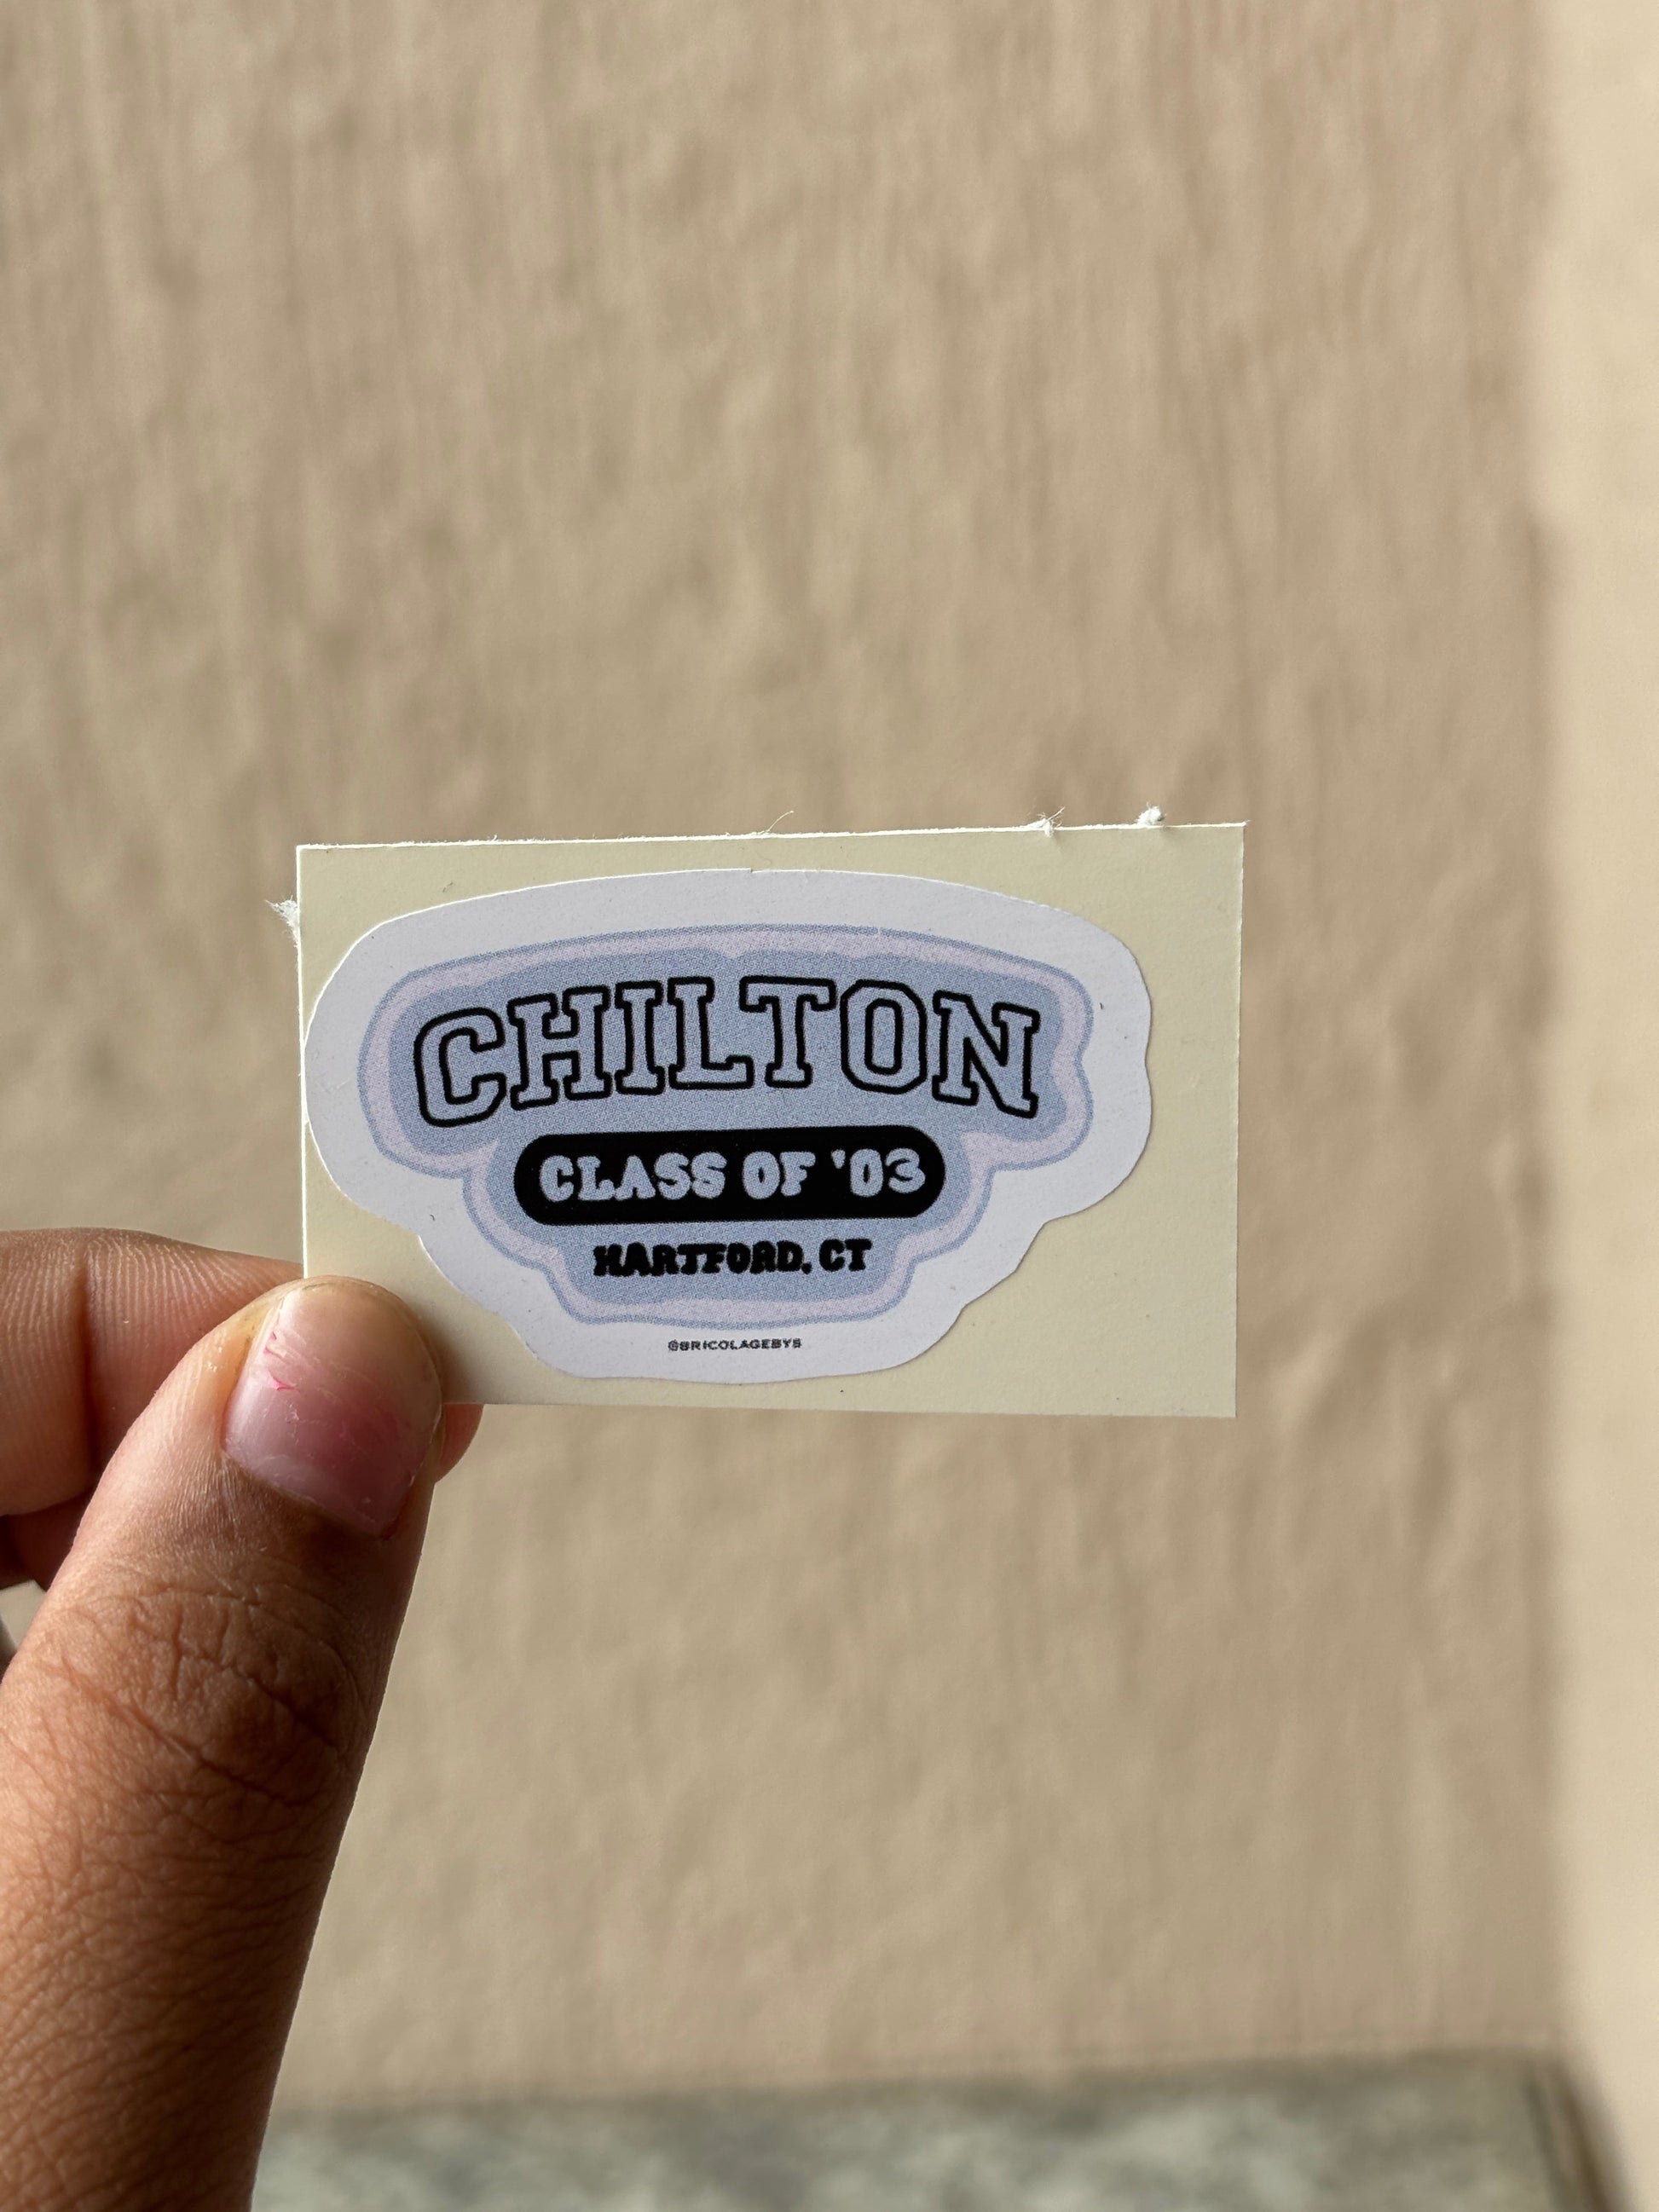 CHILTON
CLASS OF '03
HARTFORD, CT
@BRICOLAGEBYS